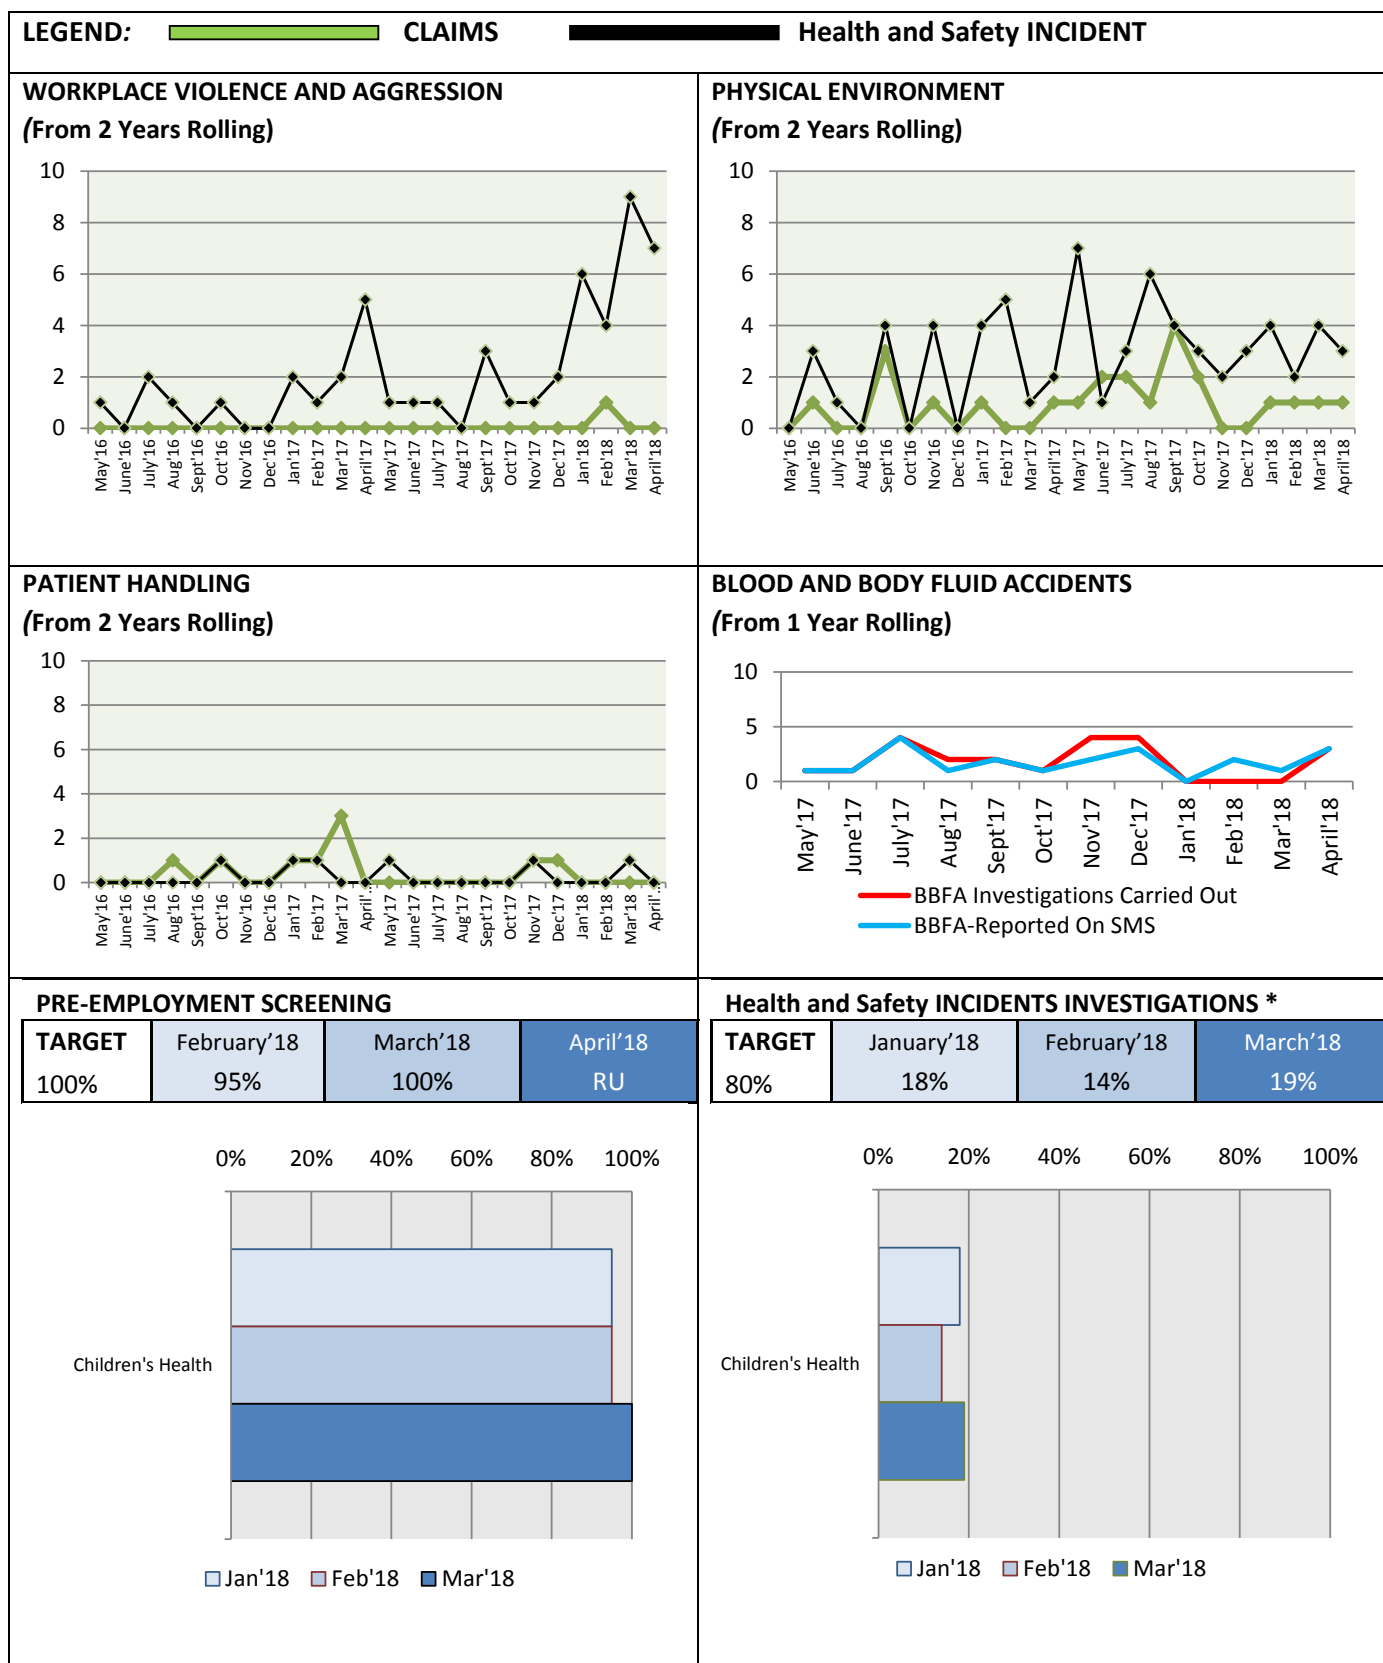 LEGEND: CLAIMS Health and Safety INCIDENT
WORKPLACE VIOLENCE AND AGGRESSION
(From 2 Years Rolling)
10
8
6
4
2
0
May'16 June'16 July'16 Aug'16 Sept'16 Oct'16 Nov'16 Dec'16 Jan'17 Feb'17 Mar'17 April'17 May'17 June'17 July'17 Aug'17 Sept'17 Oct'17 Nov'17 Dec'17 Jan'18 Feb'18 Mar'18 April'18
PHYSICAL ENVIRONMENT
(From 2 Years Rolling)
10
8
6
4
2
0
May'16 June'16 July'16 Aug'16 Sept'16 Oct'16 Nov'16 Dec'16 Jan'17 Feb'17 Mar'17 April'17 May'17 June'17 July'17 Aug'17 Sept'17 Oct'17 Nov'17 Dec'17 Jan'18 Feb'18 Mar'18 April'18
PATIENT HANDLING
(From 2 Years Rolling)
10
8
6
4
2
0
May'16 June'16 July'16 Aug'16 Sept'16 Oct'16 Nov'16 Dec'16 Jan'17 Feb'17 Mar'17 April'... May'17 June'17 July'17 Aug'17 Sept'17 Oct'17 Nov'17 Dec'17 Jan'18 Feb'18 Mar'18 April'...
BLOOD AND BODY FLUID ACCIDENTS
(From 1 Year Rolling)
10
5
0
May'17 June'17 July'17 Aug'17 Sept'17 Oct'17 Nov'17 Dec'17 Jan'18 Feb'18 Mar'18 April'18
BBFA Investigations Carried Out
BBFA-Reported On SMS
PRE-EMPLOYMENT SCREENING
TARGET February’18 March’18 April’18
100% 95% 100% RU
0% 20% 40% 60% 80% 100%
Children's Health
Jan'18 Feb'18 Mar'18
Health and Safety INCIDENTS INVESTIGATIONS *
TARGET January’18 February’18 March’18
80% 18% 14% 19%
0% 20% 40% 60% 80% 100%
Children's Health
Jan'18 Feb'18 Mar'18